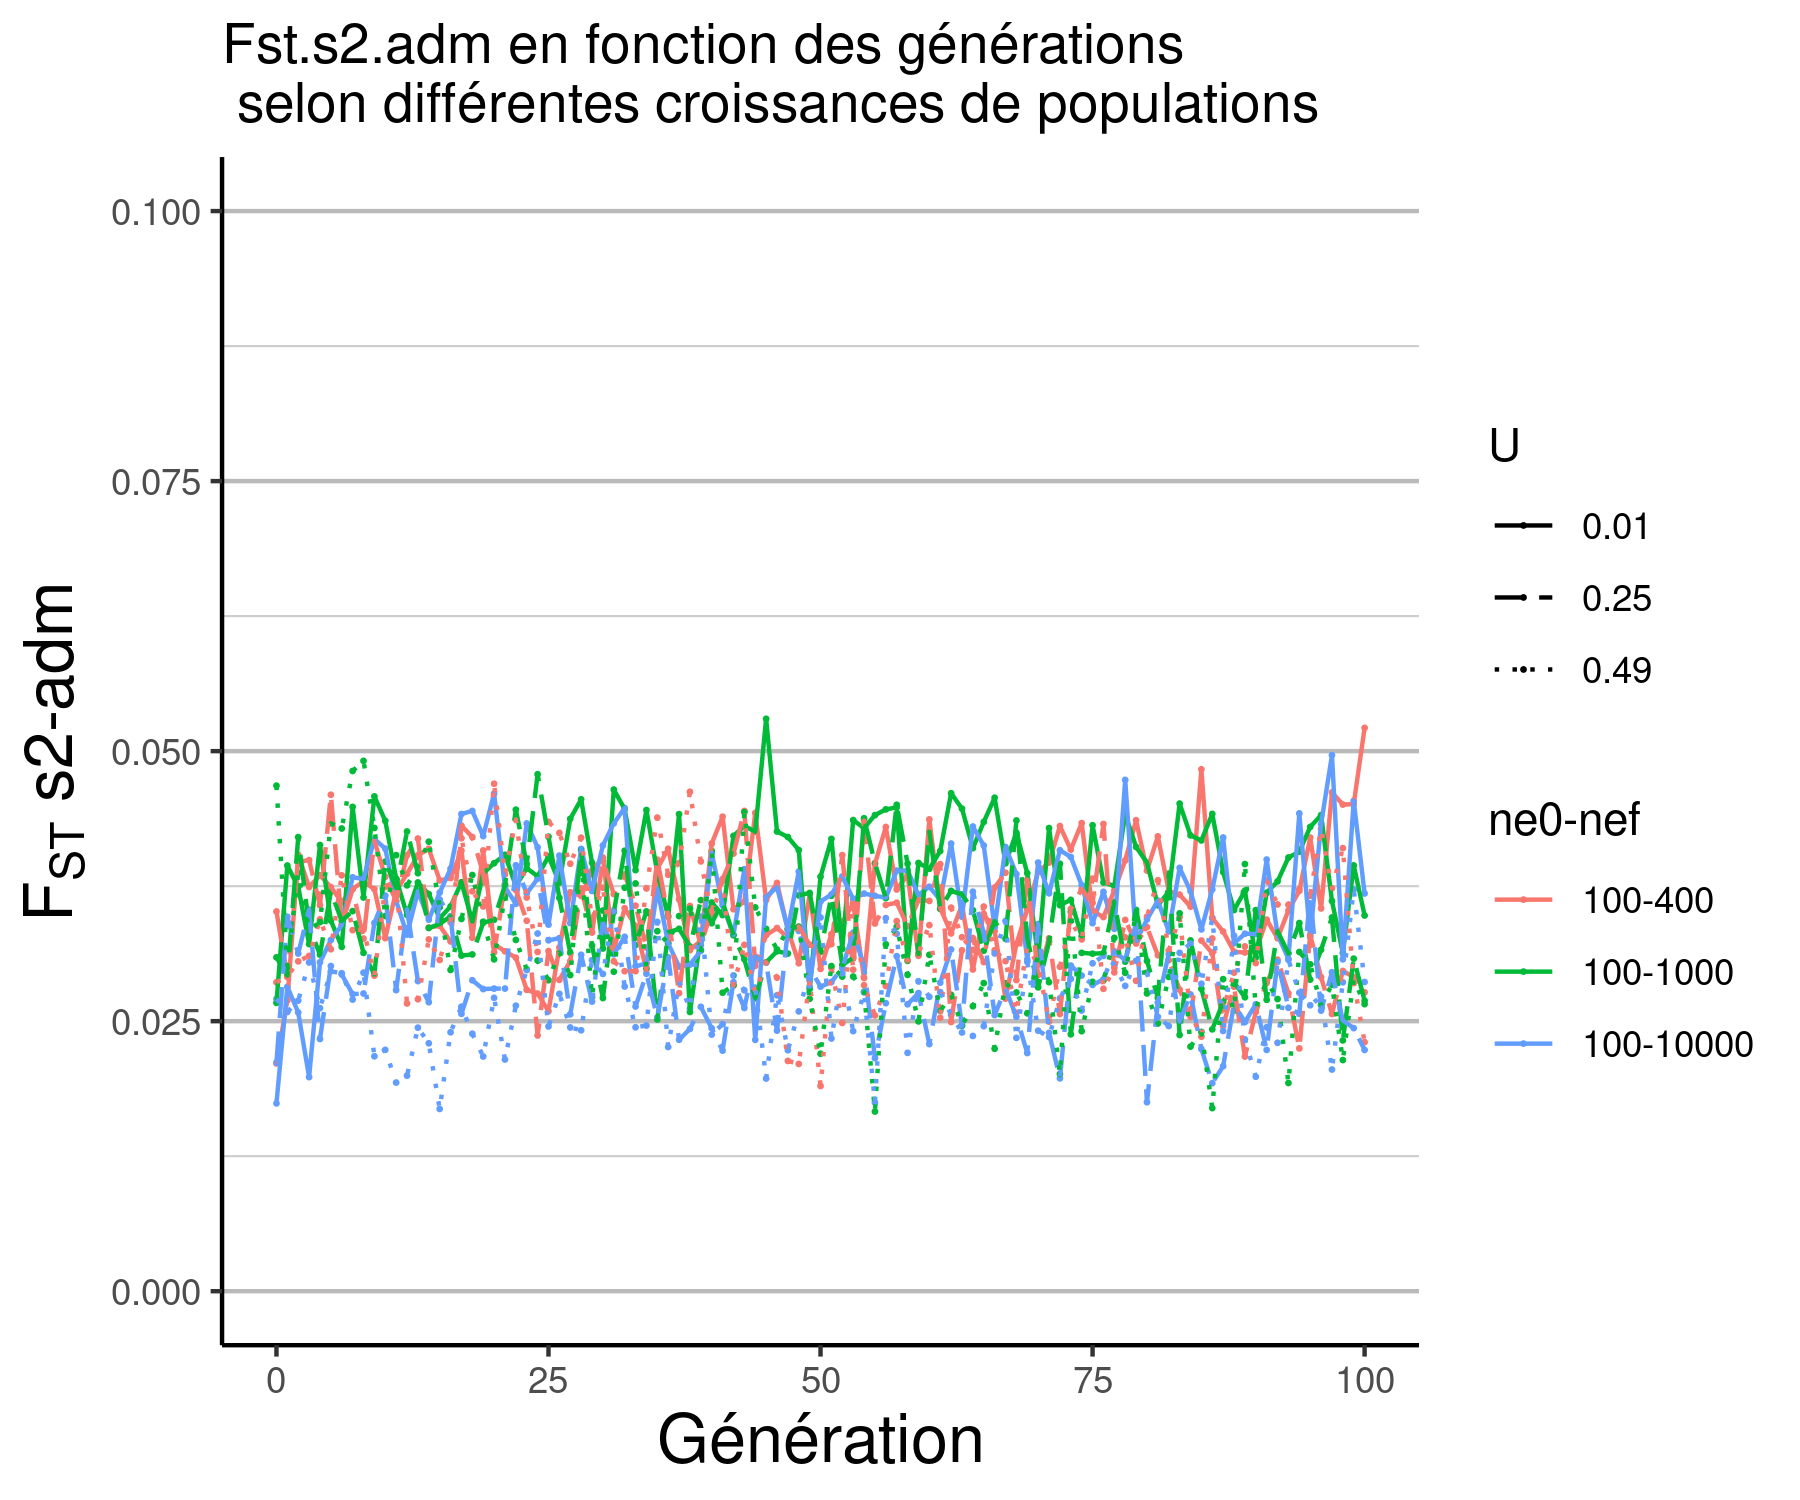 Fst.s2.adm en fonction des générations
selon différentes croissances de populations
0.100
0.075
0.050
0.025
0.000
FST s2-adm
0 25 50 75 100
Génération
U
0.01
0.25
0.49
ne0-nef
100-400
100-1000
100-10000